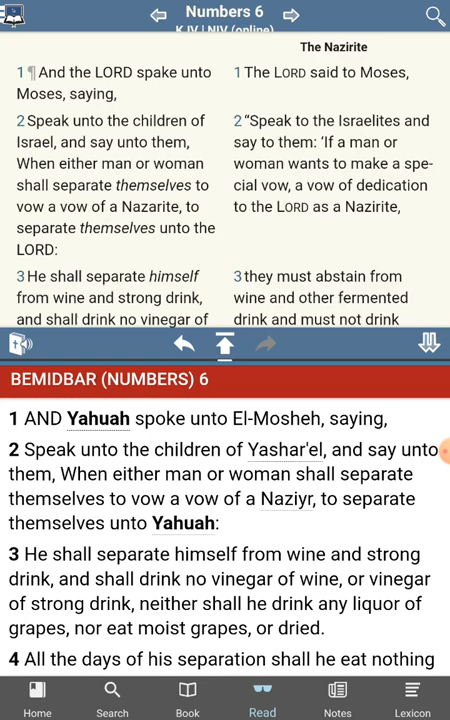 Numbers 6
KJV | NIV (online)
1 ¶ And the LORD spake unto
Moses, saying,
2 Speak unto the children of
Israel, and say unto them,
When either man or woman
shall separate themselves to
vow a vow of a Nazarite, to
separate themselves unto the
LORD:
3 He shall separate himself
from wine and strong drink,
and shall drink no vinegar of
The Nazirite
1 The LORD said to Moses,
2 “Speak to the Israelites and
say to them: ‘If a man or
woman wants to make a spe-
cial vow, a vow of dedication
to the LORD as a Nazirite,
3 they must abstain from
wine and other fermented
drink and must not drink
BEMIDBAR (NUMBERS) 6
1 AND Yahuah spoke unto El-Mosheh, saying,
2 Speak unto the children of Yashar'el, and say unto
them, When either man or woman shall separate
themselves to vow a vow of a Naziyr, to separate
themselves unto Yahuah:
3 He shall separate himself from wine and strong
drink, and shall drink no vinegar of wine, or vinegar
of strong drink, neither shall he drink any liquor of
grapes, nor eat moist grapes, or dried.
4 All the days of his separation shall he eat nothing
Home
Search
Book
Read
Notes
Lexicon